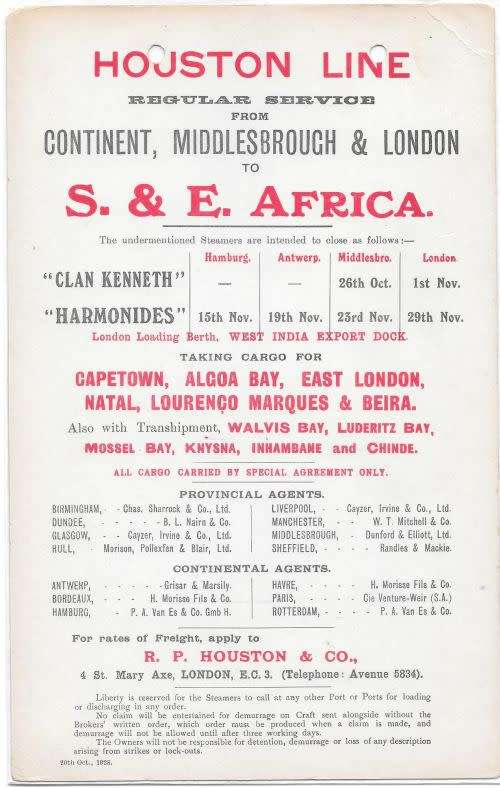 HOUSTON LINE
REGULAR SERVICE
FROM
CONTINENT, MIDDLESBROUGH & LONDON
TO
S. & E. AFRICA.
The undermentioned Steamers are intended to close as follows:—
Hamburg. Antwerp. Middlesbro. London
"CLAN KENNETH" — — 26th Oct. 1st Nov.
"HARMONIDES" 15th Nov. 19th Nov. 23rd Nov. 29th Nov.
London Loading Berth, WEST INDIA EXPORT DOCK.
TAKING CARGO FOR
CAPETOWN, ALGOA BAY, EAST LONDON,
NATAL, LOURENÇO MARQUES & BEIRA.
Also with Transhipment, WALVIS BAY, LUDERITZ BAY,
MOSSEL BAY, KNYSNA, INHAMBANE and CHINDE.
ALL CARGO CARRIED BY SPECIAL AGREEMENT ONLY.
PROVINCIAL AGENTS.
BIRMINGHAM, - - Chas. Sharrock & Co., Ltd.
DUNDEE, - - - - - B. L. Nairn & Co.
GLASGOW, - - Cayzer, Irvine & Co., Ltd.
HULL, - Morison, Pollexfen & Blair, Ltd.
LIVERPOOL, - - Cayzer, Irvine & Co., Ltd.
MANCHESTER, - - W. T. Mitchell & Co.
MIDDLESBROUGH, - Dunford & Elliott, Ltd.
SHEFFIELD, - - - - Randles & Mackie.
CONTINENTAL AGENTS.
ANTWERP, - - - - - Grisar & Marsily.
BORDEAUX, - - - H. Morisse Fils & Co.
HAMBURG, - P. A. Van Es & Co. Gmb H.
HAVRE, - - - - H. Morisse Fils & Co.
PARIS, - - - - Cie Venture-Weir (S.A.)
ROTTERDAM, - - - - P. A. Van Es & Co.
For rates of Freight, apply to
R. P. HOUSTON & CO.,
4 St. Mary Axe, LONDON, E.C. 3. (Telephone: Avenue 5834).
Liberty is reserved for the Steamers to call at any other Port or Ports for loading
or discharging in any order.
No claim will be entertained for demurrage on Craft sent alongside without the
Brokers' written order, which order must be produced when a claim is made, and
demurrage will not be allowed until after three working days.
The Owners will not be responsible for detention, demurrage or loss of any description
arising from strikes or lock-outs.
20th Oct., 1928.